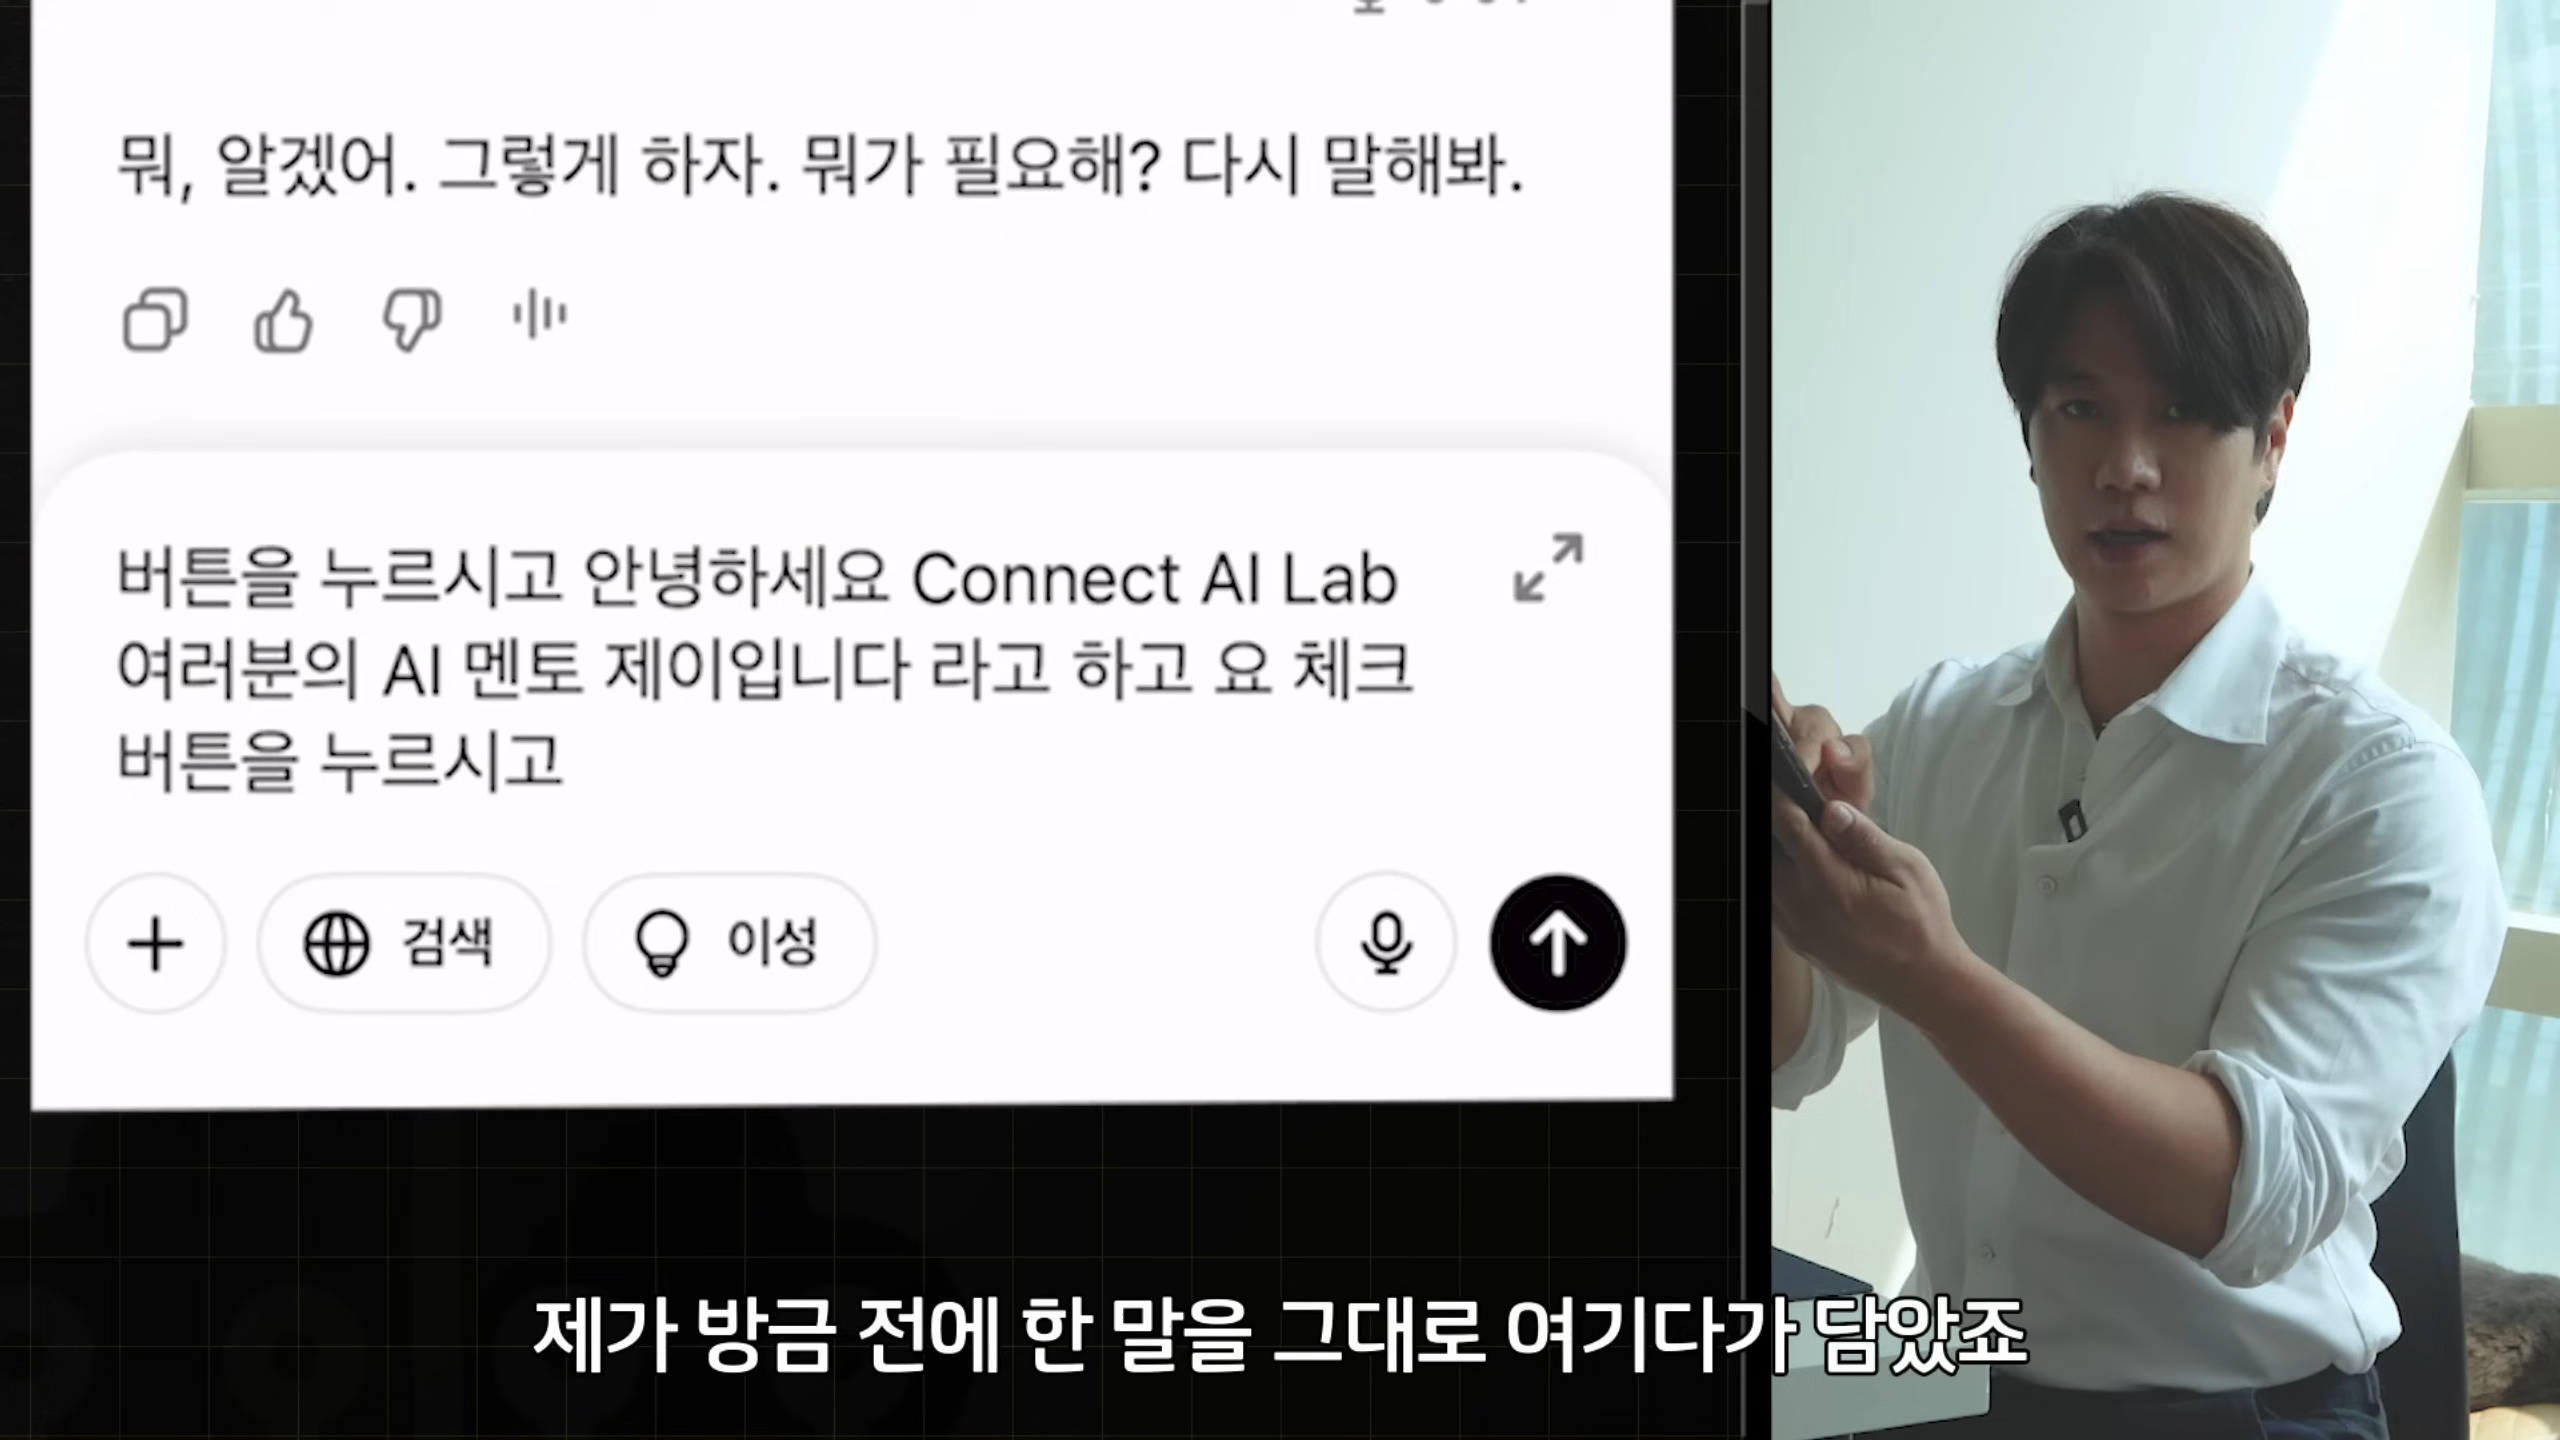 뭐, 알겠어. 그렇게 하자. 뭐가 필요해? 다시 말해봐.
버튼을 누르시고 안녕하세요 Connect AI Lab
여러분의 AI 멘토 제이입니다 라고 하고 요 체크
버튼을 누르시고
검색
이성
제가 방금 전에 한 말을 그대로 여기다가 담았죠